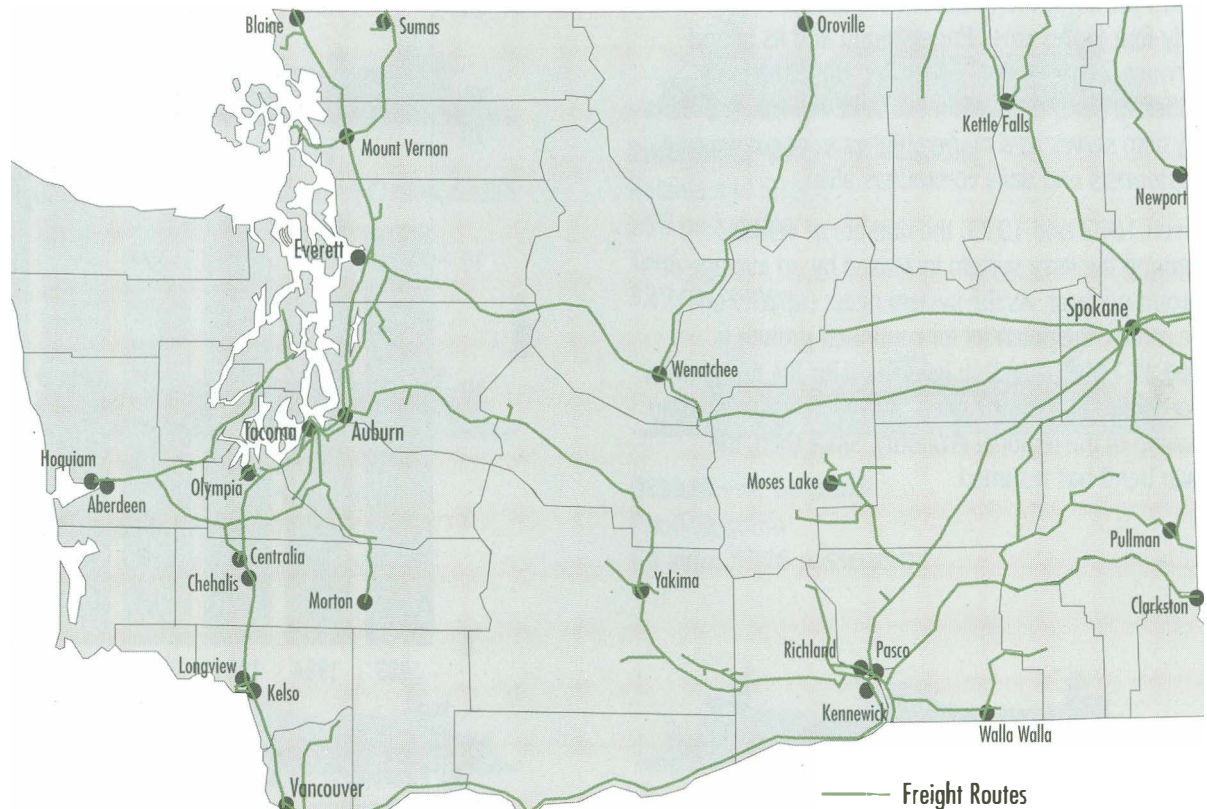 Blaine
Sumas
Oroville
Kettle Falls
Mount Vernon
Newport
Everett
Spokane
Wenatchee
Tacoma
Auburn
Hoquiam
Aberdeen
Olympia
Moses Lake
Pullman
Centralia
Chehalis
Morton
Yakima
Clarkston
Longview
Kelso
Richland
Pasco
Kennewick
Walla Walla
Vancouver
Freight Routes